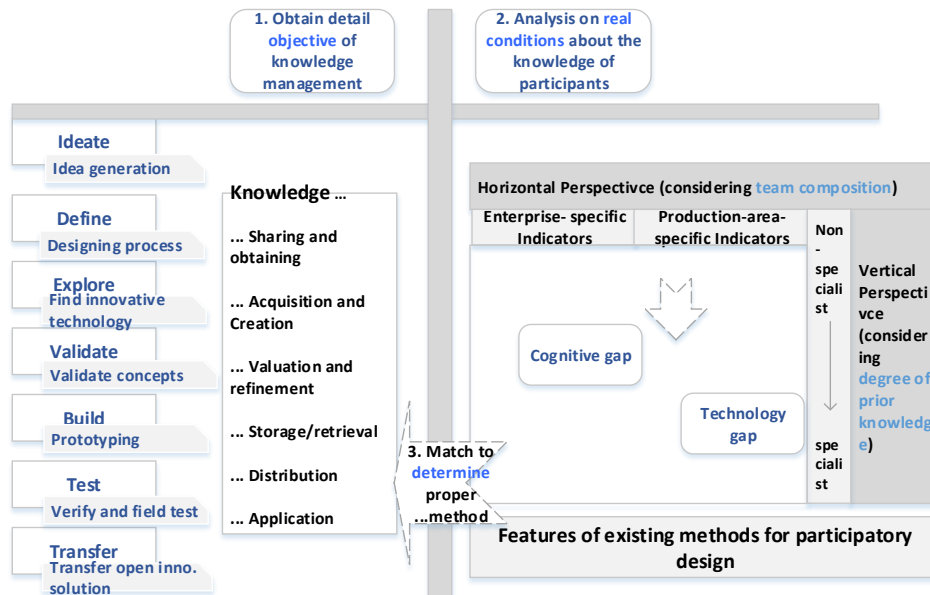 1. Obtain detail
objective of
knowledge
management
2. Analysis on real
conditions about the
knowledge of
participants
Ideate
Idea generation
Define
Designing process
Explore
Find innovative
technology
Validate
Validate concepts
Build
Prototyping
Test
Verify and field test
Transfer
Transfer open inno.
solution
Knowledge ...
... Sharing and
obtaining
... Acquisition and
Creation
... Valuation and
refinement
... Storage/retrieval
... Distribution
... Application
3. Match to
determine
proper
...method
Horizontal Perspectivce (considering team composition)
Enterprise- specific
Indicators
Production-area-
specific Indicators
Non
-
spe
ciali
st
spe
ciali
st
Vertical
Perspecti
vce
(consider
ing
degree of
prior
knowledg
e)
Cognitive gap
Technology
gap
Features of existing methods for participatory
design